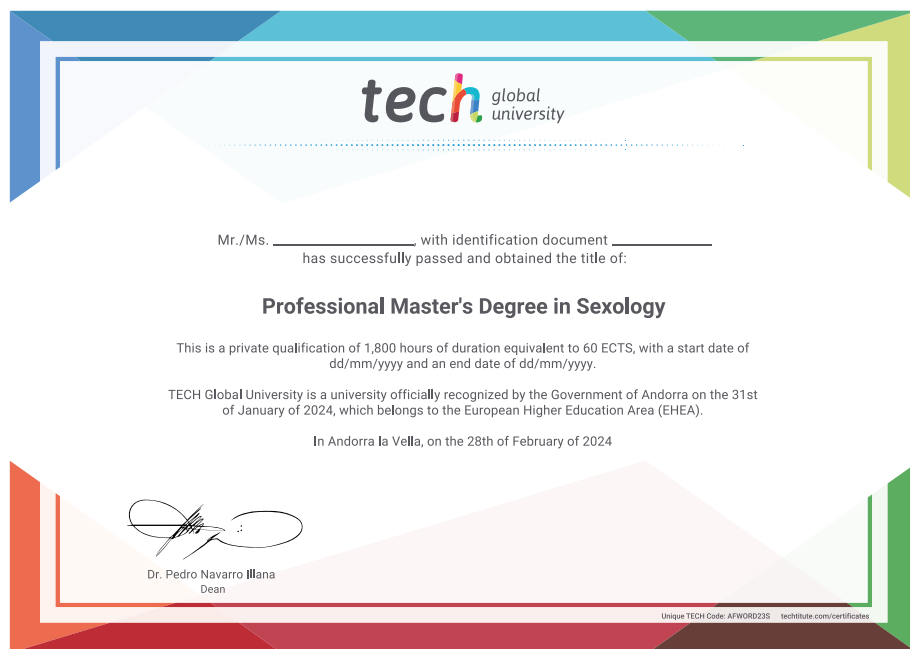 tech global university
Mr./Ms. ____________, with identification document ____________
has successfully passed and obtained the title of:
Professional Master's Degree in Sexology
This is a private qualification of 1,800 hours of duration equivalent to 60 ECTS, with a start date of
dd/mm/yyyy and an end date of dd/mm/yyyy.
TECH Global University is a university officially recognized by the Government of Andorra on the 31st
of January of 2024, which belongs to the European Higher Education Area (EHEA).
In Andorra la Vella, on the 28th of February of 2024
Dr. Pedro Navarro Illana
Dean
Unique TECH Code: AFWORD23S techtitute.com/certificates